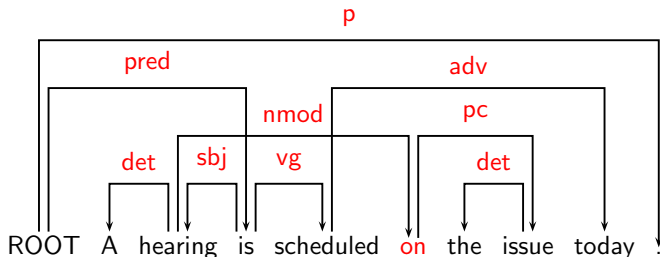 p
pred adv
nmod pc
det sbj vg det
ROOT A hearing is scheduled on the issue today .